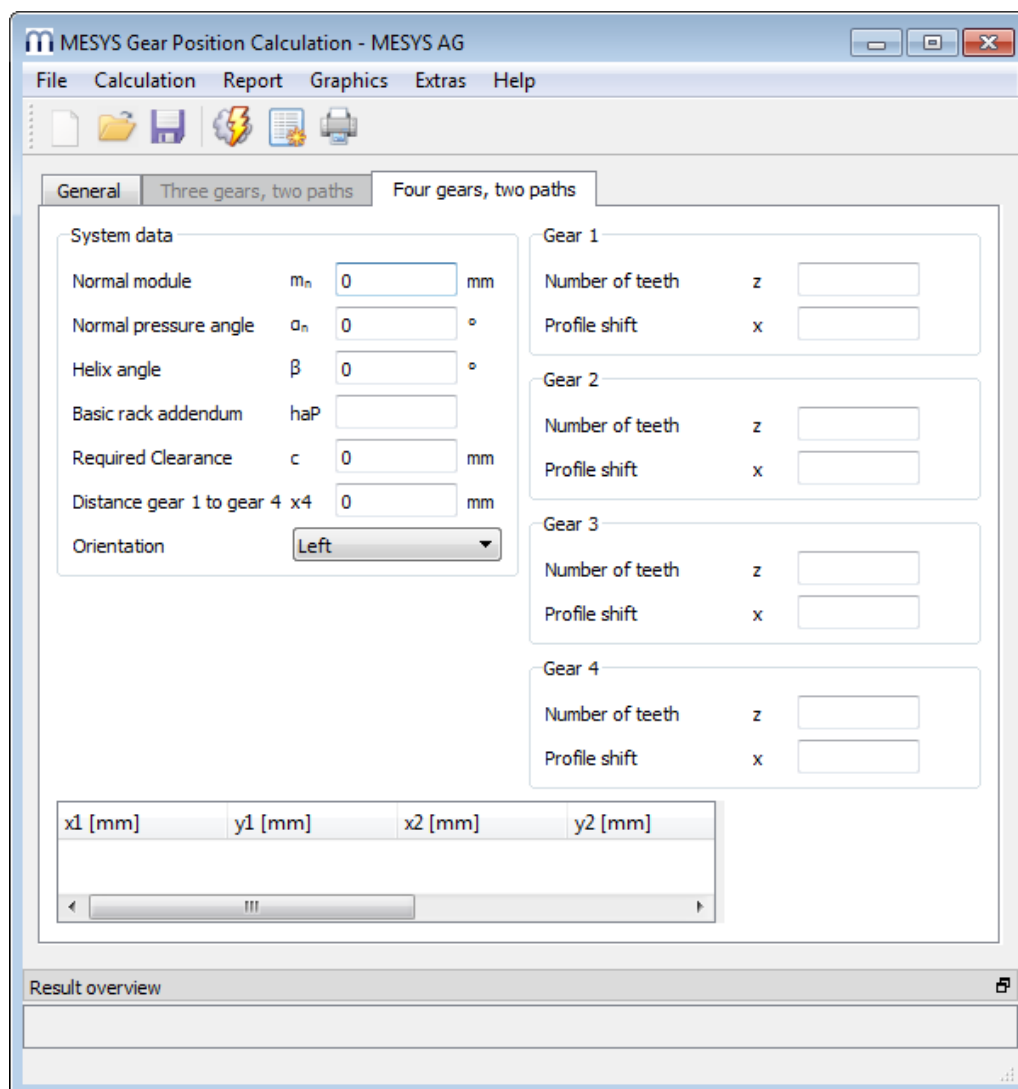 MESYS Gear Position Calculation - MESYS AG
File Calculation Report Graphics Extras Help
General Three gears, two paths Four gears, two paths
System data
Normal module mₙ 0 mm
Normal pressure angle αₙ 0 °
Helix angle β 0 °
Basic rack addendum haP
Required Clearance c 0 mm
Distance gear 1 to gear 4 x4 0 mm
Orientation Left
Gear 1
Number of teeth z
Profile shift x
Gear 2
Number of teeth z
Profile shift x
Gear 3
Number of teeth z
Profile shift x
Gear 4
Number of teeth z
Profile shift x
x1 [mm] y1 [mm] x2 [mm] y2 [mm]
Result overview